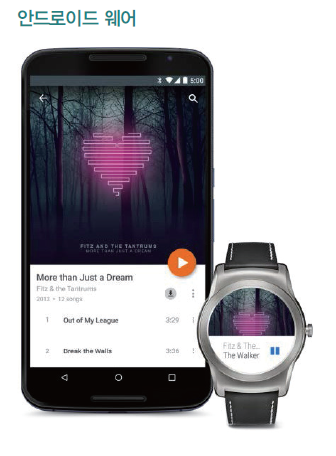 안드로이드 웨어
5:00
FITZ AND THE TANTRUMS
MORE THAN JUST A DREAM
More than Just a Dream
Fitz & the Tantrums
2013 • 12 songs
1 Out of My League 3:29
2 Break the Walls 3:26
Fitz & The...
The Walker